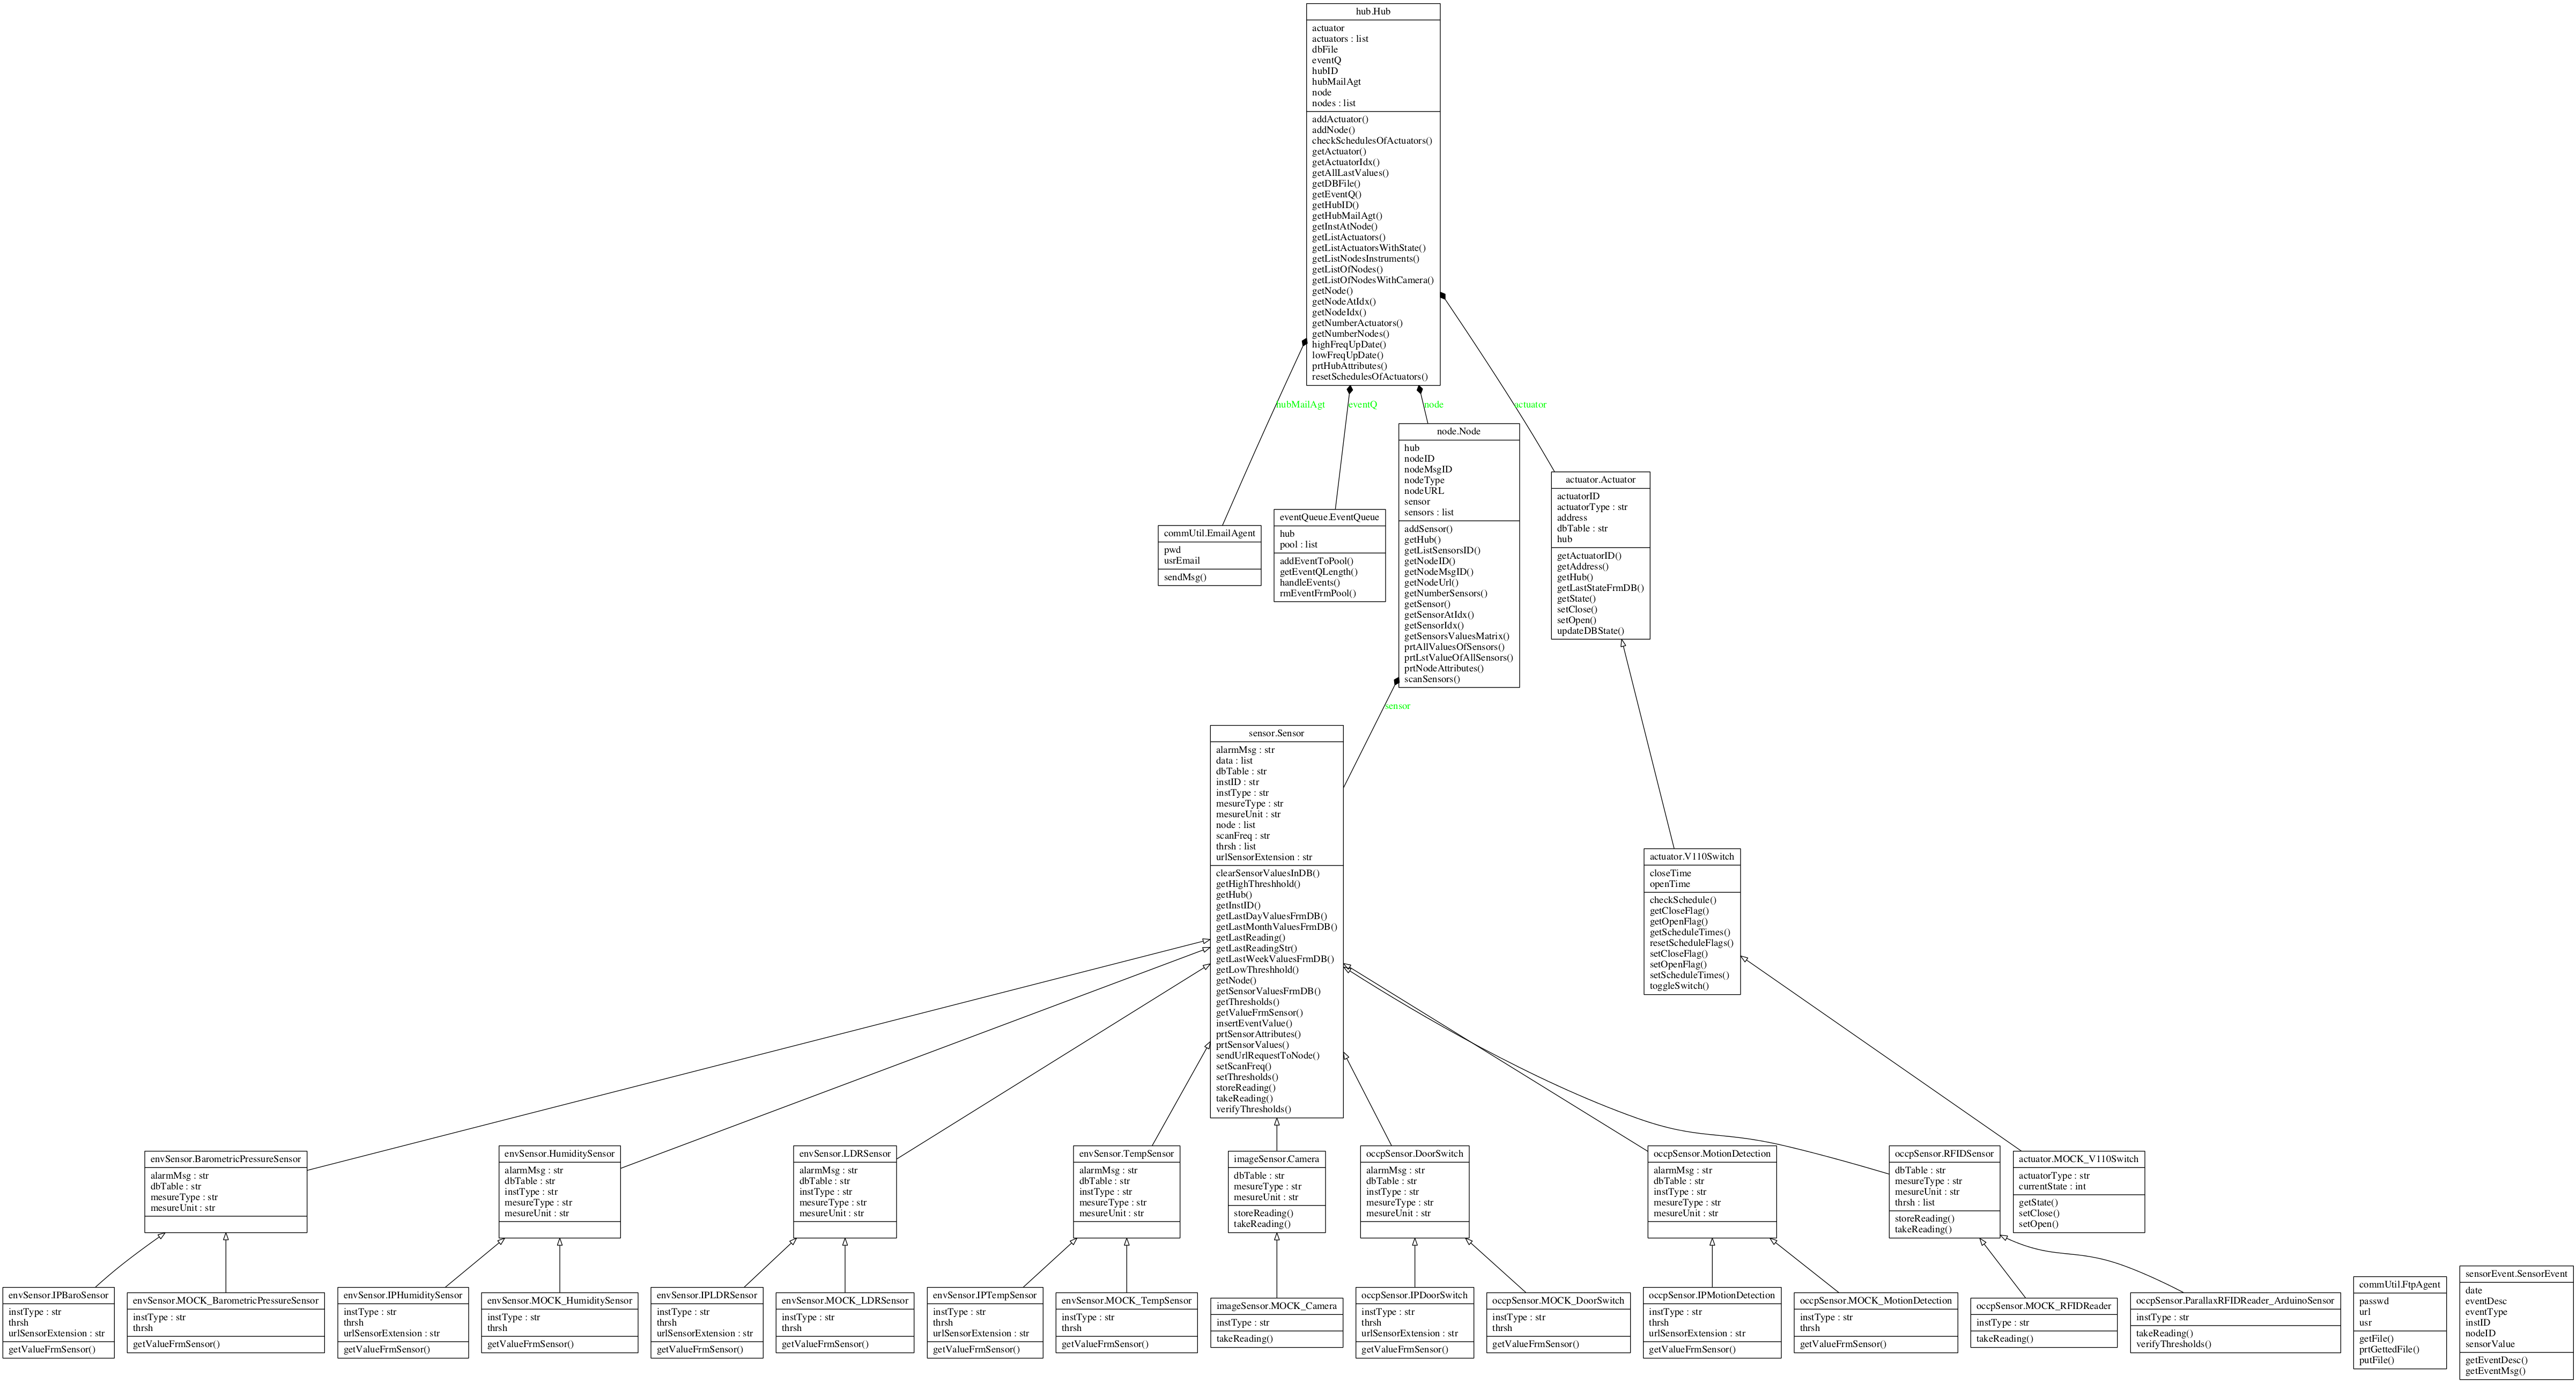 hub.Hub
actuator
actuators : list
dbFile
eventQ
hubID
hubMailAgt
node
nodes : list
addActuator()
addNode()
checkSchedulesOfActuators()
getActuator()
getActuatorIdx()
getAllLastValues()
getDBFile()
getEventQ()
getHubID()
getHubMailAgt()
getInstAtNode()
getListActuators()
getListActuatorsWithState()
getListNodesInstruments()
getListOfNodes()
getListOfNodesWithCamera()
getNode()
getNodeAtIdx()
getNodeIdx()
getNumberActuators()
getNumberNodes()
highFreqUpDate()
lowFreqUpDate()
prtHubAttributes()
resetSchedulesOfActuators()
hubMailAgt
eventQ
node
actuator
commUtil.EmailAgent
pwd
usrEmail
sendMsg()
eventQueue.EventQueue
hub
pool : list
addEventToPool()
getEventQLength()
handleEvents()
rmEventFrmPool()
node.Node
hub
nodeID
nodeMsgID
nodeType
nodeURL
sensor
sensors : list
addSensor()
getHub()
getListSensorsID()
getNodeID()
getNodeMsgID()
getNodeUrl()
getNumberSensors()
getSensor()
getSensorAtIdx()
getSensorIdx()
getSensorsValuesMatrix()
prtAllValuesOfSensors()
prtLstValueOfAllSensors()
prtNodeAttributes()
scanSensors()
actuator.Actuator
actuatorID
actuatorType : str
address
dbTable : str
hub
getActuatorID()
getAddress()
getHub()
getLastStateFrmDB()
getState()
setClose()
setOpen()
updateDBState()
sensor
sensor.Sensor
alarmMsg : str
data : list
dbTable : str
instID : str
instType : str
mesureType : str
mesureUnit : str
node : list
scanFreq : str
thrsh : list
urlSensorExtension : str
clearSensorValuesInDB()
getHighThreshhold()
getHub()
getInstID()
getLastDayValuesFrmDB()
getLastMonthValuesFrmDB()
getLastReading()
getLastReadingStr()
getLastWeekValuesFrmDB()
getLowThreshhold()
getNode()
getSensorValuesFrmDB()
getThresholds()
getValueFrmSensor()
insertEventValue()
prtSensorAttributes()
prtSensorValues()
sendUrlRequestToNode()
setScanFreq()
setThresholds()
storeReading()
takeReading()
verifyThresholds()
actuator.V110Switch
closeTime
openTime
checkSchedule()
getCloseFlag()
getOpenFlag()
getScheduleTimes()
resetScheduleFlags()
setCloseFlag()
setOpenFlag()
setScheduleTimes()
toggleSwitch()
envSensor.BarometricPressureSensor
alarmMsg : str
dbTable : str
mesureType : str
mesureUnit : str
envSensor.HumiditySensor
alarmMsg : str
dbTable : str
instType : str
mesureType : str
mesureUnit : str
envSensor.LDRSensor
alarmMsg : str
dbTable : str
instType : str
mesureType : str
mesureUnit : str
envSensor.TempSensor
alarmMsg : str
dbTable : str
instType : str
mesureType : str
mesureUnit : str
imageSensor.Camera
dbTable : str
mesureType : str
mesureUnit : str
storeReading()
takeReading()
occpSensor.DoorSwitch
alarmMsg : str
dbTable : str
instType : str
mesureType : str
mesureUnit : str
occpSensor.MotionDetection
alarmMsg : str
dbTable : str
instType : str
mesureType : str
mesureUnit : str
occpSensor.RFIDSensor
dbTable : str
mesureType : str
mesureUnit : str
thrsh : list
storeReading()
takeReading()
actuator.MOCK_V110Switch
actuatorType : str
currentState : int
getState()
setClose()
setOpen()
envSensor.IPBaroSensor
instType : str
thrsh
urlSensorExtension : str
getValueFrmSensor()
envSensor.MOCK_BarometricPressureSensor
instType : str
thrsh
getValueFrmSensor()
envSensor.IPHumiditySensor
instType : str
thrsh
urlSensorExtension : str
getValueFrmSensor()
envSensor.MOCK_HumiditySensor
instType : str
thrsh
getValueFrmSensor()
envSensor.IPLDRSensor
instType : str
thrsh
urlSensorExtension : str
getValueFrmSensor()
envSensor.MOCK_LDRSensor
instType : str
thrsh
getValueFrmSensor()
envSensor.IPTempSensor
instType : str
thrsh
urlSensorExtension : str
getValueFrmSensor()
envSensor.MOCK_TempSensor
instType : str
thrsh
getValueFrmSensor()
imageSensor.MOCK_Camera
instType : str
takeReading()
occpSensor.IPDoorSwitch
instType : str
thrsh
urlSensorExtension : str
getValueFrmSensor()
occpSensor.MOCK_DoorSwitch
instType : str
thrsh
getValueFrmSensor()
occpSensor.IPMotionDetection
instType : str
thrsh
urlSensorExtension : str
getValueFrmSensor()
occpSensor.MOCK_MotionDetection
instType : str
thrsh
getValueFrmSensor()
occpSensor.MOCK_RFIDReader
instType : str
takeReading()
occpSensor.ParallaxRFIDReader_ArduinoSensor
instType : str
takeReading()
verifyThresholds()
commUtil.FtpAgent
passwd
url
usr
getFile()
prtGettedFile()
putFile()
sensorEvent.SensorEvent
date
eventDesc
eventType
instID
nodeID
sensorValue
getEventDesc()
getEventMsg()